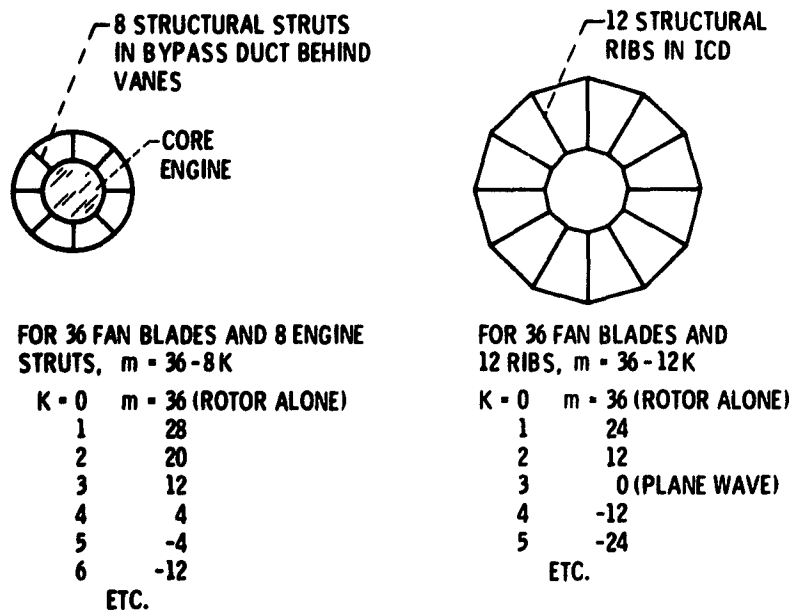 8 STRUCTURAL STRUTS
IN BYPASS DUCT BEHIND
VANES
CORE
ENGINE
FOR 36 FAN BLADES AND 8 ENGINE
STRUTS, m = 36-8K
K = 0 m = 36 (ROTOR ALONE)
1 28
2 20
3 12
4 4
5 -4
6 -12
ETC.
12 STRUCTURAL
RIBS IN ICD
FOR 36 FAN BLADES AND
12 RIBS, m = 36-12K
K = 0 m = 36 (ROTOR ALONE)
1 24
2 12
3 0 (PLANE WAVE)
4 -12
5 -24
ETC.